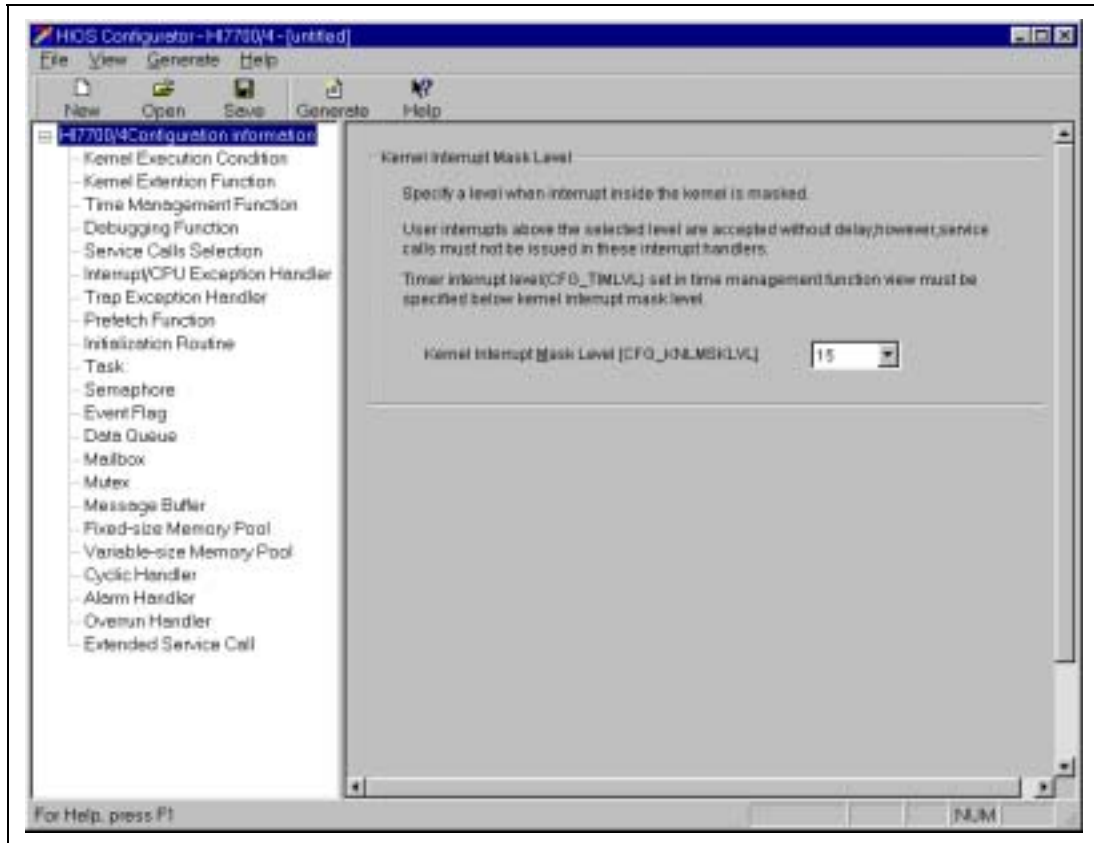 HIOS Configurator - HI7700/4 - [untitled]
File View Generate Help
New Open Save Generate Help
HI7700/4Configuration information
Kernel Execution Condition
Kernel Extention Function
Time Management Function
Debugging Function
Service Calls Selection
Interrupt/CPU Exception Handler
Trap Exception Handler
Prefetch Function
Initialization Routine
Task
Semaphore
Event Flag
Data Queue
Mailbox
Mutex
Message Buffer
Fixed-size Memory Pool
Variable-size Memory Pool
Cyclic Handler
Alarm Handler
Overrun Handler
Extended Service Call
Kernel Interrupt Mask Level
Specify a level when interrupt inside the kernel is masked.
User interrupts above the selected level are accepted without delay,however,service
calls must not be issued in these interrupt handlers.
Timer interrupt level(CFG_TIMLVL) set in time management function view must be
specified below kernel interrupt mask level.
Kernel Interrupt Mask Level [CFG_KNLMSKLVL] 15
For Help, press F1 NUM